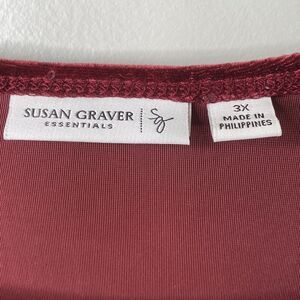 SUSAN GRAVER
ESSENTIALS
Sg
3X
MADE IN
PHILIPPINES